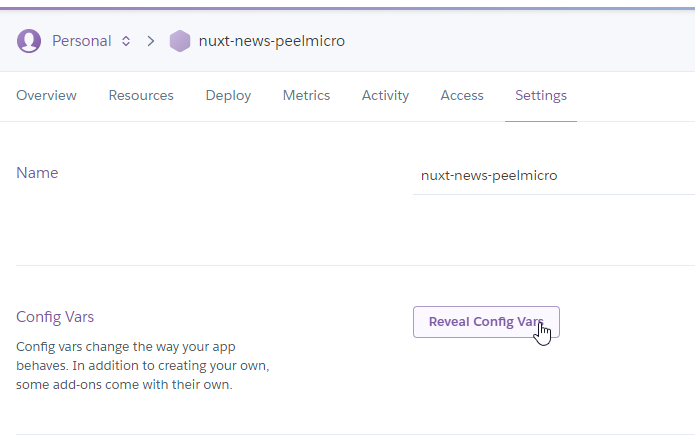 Personal nuxt-news-peelmicro
Overview Resources Deploy Metrics Activity Access Settings
Name nuxt-news-peelmicro
Config Vars Reveal Config Vars
Config vars change the way your app
behaves. In addition to creating your own,
some add-ons come with their own.